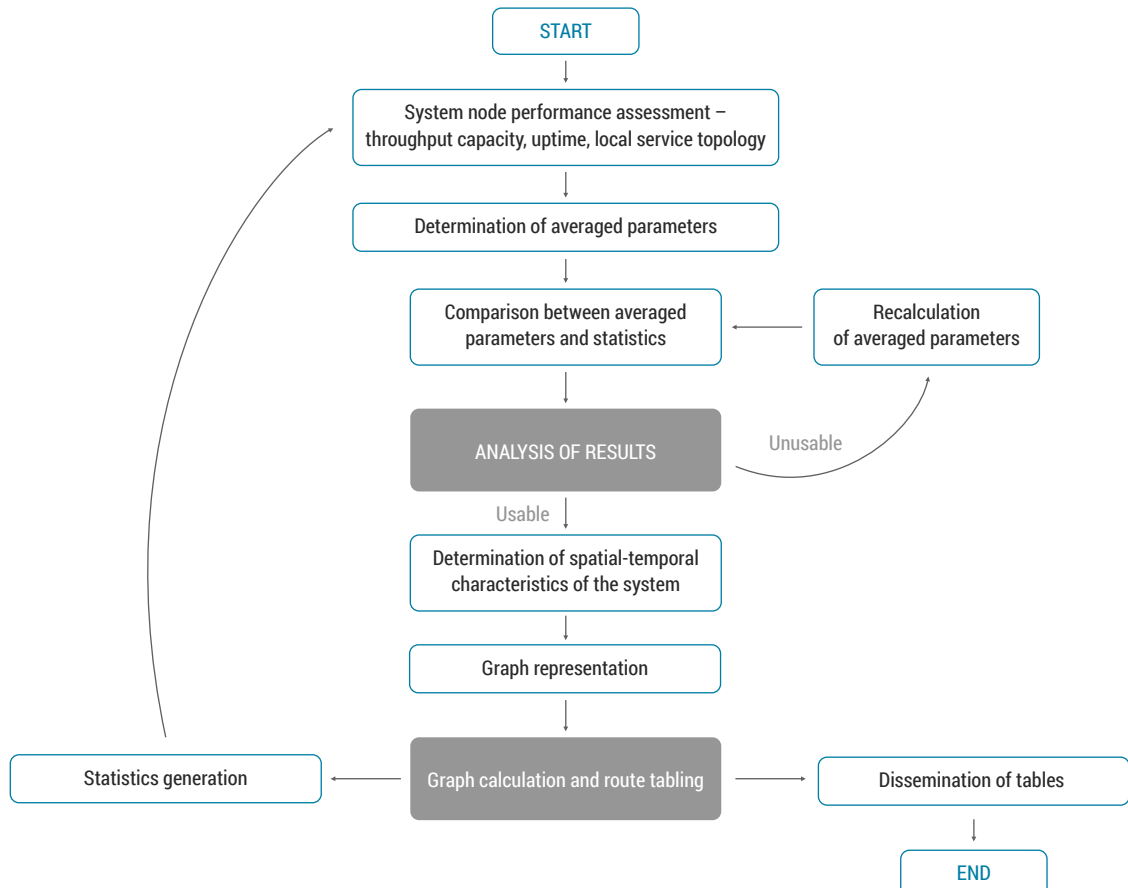 START
System node performance assessment –
throughput capacity, uptime, local service topology
Determination of averaged parameters
Comparison between averaged
parameters and statistics
Recalculation
of averaged parameters
ANALYSIS OF RESULTS
Unusable
Usable
Determination of spatial-temporal
characteristics of the system
Graph representation
Statistics generation
Graph calculation and route tabling
Dissemination of tables
END